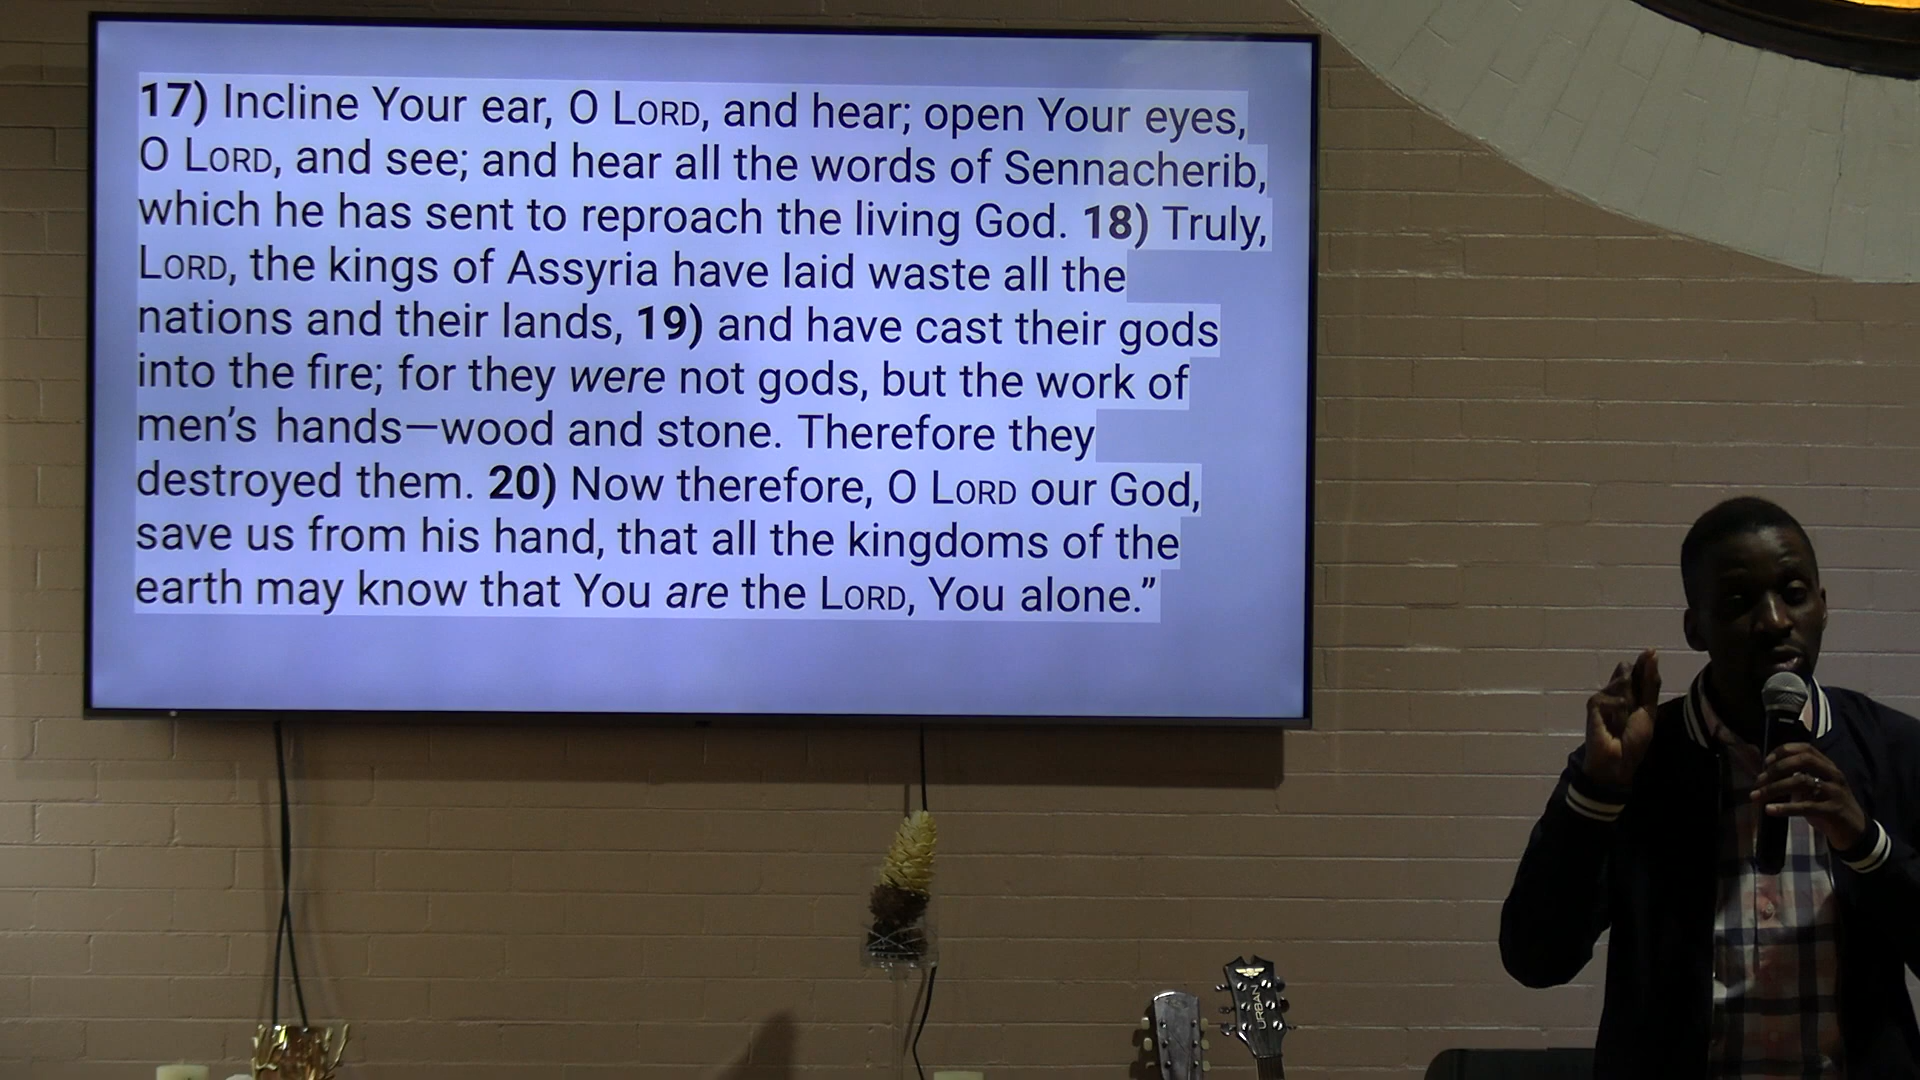 17) Incline Your ear, O LORD, and hear; open Your eyes,
O LORD, and see; and hear all the words of Sennacherib,
which he has sent to reproach the living God. 18) Truly,
LORD, the kings of Assyria have laid waste all the
nations and their lands, 19) and have cast their gods
into the fire; for they were not gods, but the work of
men’s hands—wood and stone. Therefore they
destroyed them. 20) Now therefore, O LORD our God,
save us from his hand, that all the kingdoms of the
earth may know that You are the LORD, You alone.”
URBAN